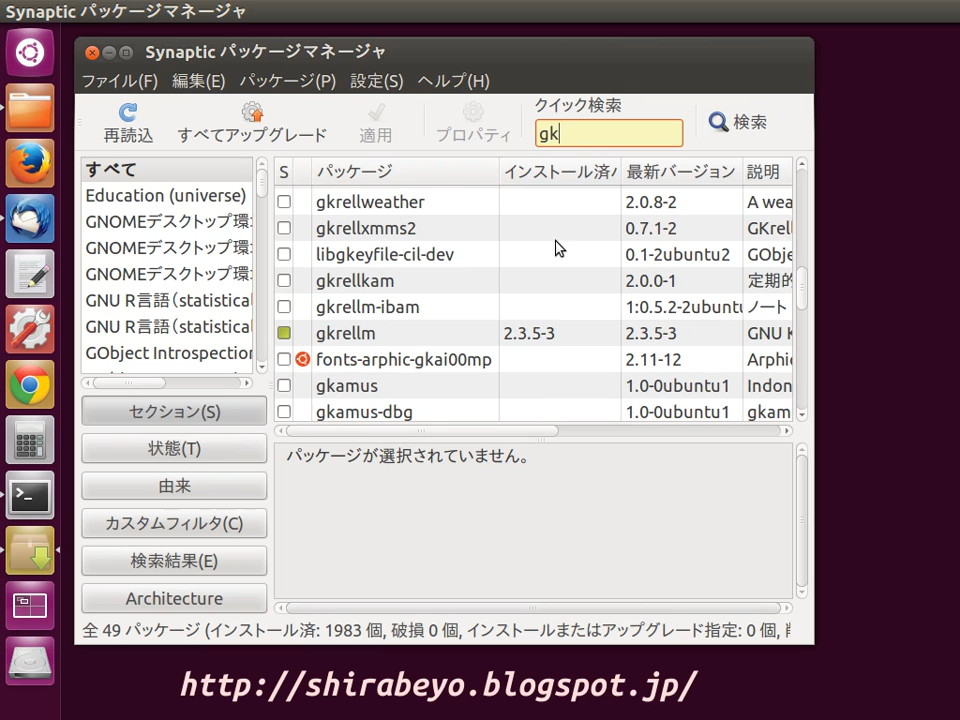 Synaptic パッケージマネージャ
Synaptic パッケージマネージャ
ファイル(F) 編集(E) パッケージ(P) 設定(S) ヘルプ(H)
クイック検索
再読込 すべてアップグレード 適用 プロパティ gk 検索
すべて
Education (universe)
GNOMEデスクトップ環
GNOMEデスクトップ環
GNOMEデスクトップ環
GNU R言語(statistical
GNU R言語(statistical
GObject Introspection
セクション(S)
状態(T)
由来
カスタムフィルタ(C)
検索結果(E)
Architecture
S パッケージ インストール済 最新バージョン 説明
gkrellweather 2.0.8-2 A wea
gkrellxmms2 0.7.1-2 GKrel
libgkeyfile-cil-dev 0.1-2ubuntu2 GObje
gkrellkam 2.0.0-1 定期的
gkrellm-ibam 1:0.5.2-2ubuntu ノート
gkrellm 2.3.5-3 2.3.5-3 GNU K
fonts-arphic-gkai00mp 2.11-12 Arphi
gkamus 1.0-0ubuntu1 Indon
gkamus-dbg 1.0-0ubuntu1 gkam
パッケージが選択されていません。
全 49 パッケージ (インストール済: 1983 個, 破損 0 個, インストールまたはアップグレード指定: 0 個, 
http://shirabeyo.blogspot.jp/